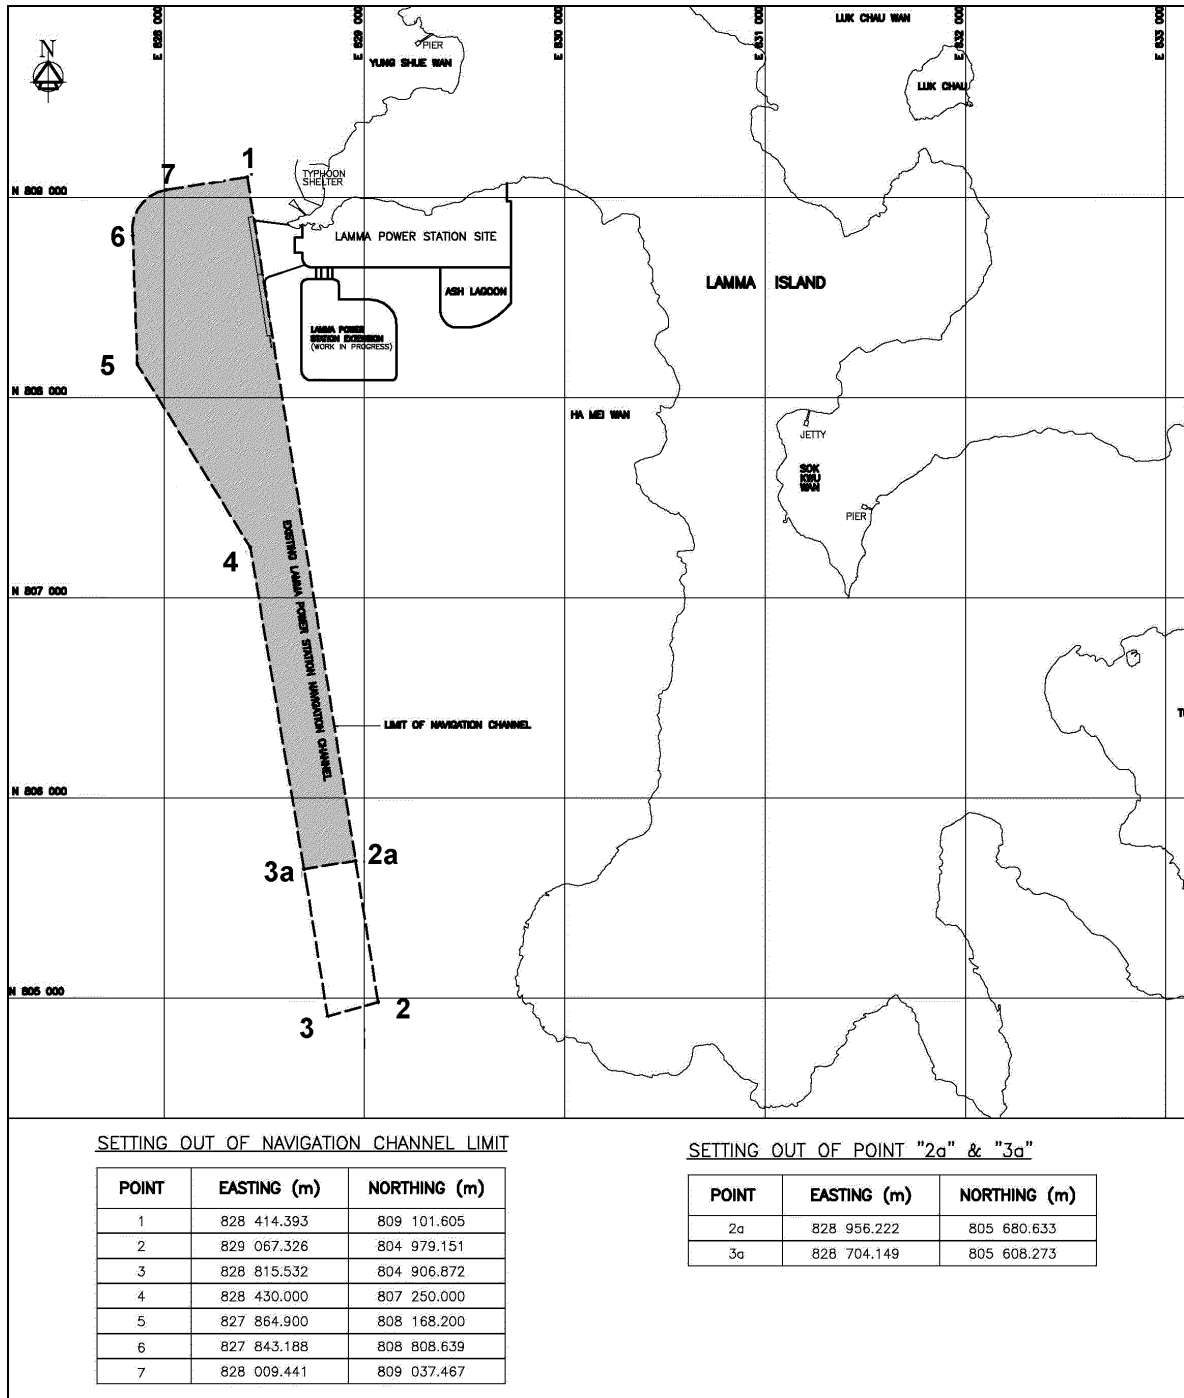 E 828 000
E 829 000
E 830 000
E 831 000
E 832 000
E 833 000
LUK CHAU WAN
N
PIER
YUNG SHUE WAN
LUK CHAU
1
7
TYPHOON
SHELTER
N 809 000
6
LAMMA POWER STATION SITE
LAMMA ISLAND
ASH LAGOON
LAMMA POWER
STATION EXTENSION
(WORK IN PROGRESS)
5
N 808 000
HA MEI WAN
JETTY
SOK
KWU
WAN
PIER
4
EXISTING LAMMA POWER STATION NAVIGATION CHANNEL
N 807 000
LIMIT OF NAVIGATION CHANNEL
N 806 000
2a
3a
N 805 000
2
3
SETTING OUT OF NAVIGATION CHANNEL LIMIT
POINT EASTING (m) NORTHING (m)
1 828 414.393 809 101.605
2 829 067.326 804 979.151
3 828 815.532 804 906.872
4 828 430.000 807 250.000
5 827 864.900 808 168.200
6 827 843.188 808 808.639
7 828 009.441 809 037.467
SETTING OUT OF POINT "2a" & "3a"
POINT EASTING (m) NORTHING (m)
2a 828 956.222 805 680.633
3a 828 704.149 805 608.273